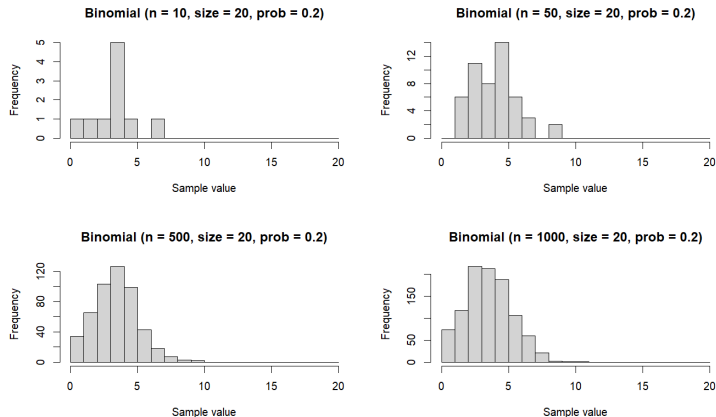 Binomial (n = 10, size = 20, prob = 0.2)
Frequency
5
4
3
2
1
0
0 5 10 15 20
Sample value
Binomial (n = 50, size = 20, prob = 0.2)
Frequency
12
8
4
0
0 5 10 15 20
Sample value
Binomial (n = 500, size = 20, prob = 0.2)
Frequency
120
80
40
0
0 5 10 15 20
Sample value
Binomial (n = 1000, size = 20, prob = 0.2)
Frequency
150
50
0
0 5 10 15 20
Sample value